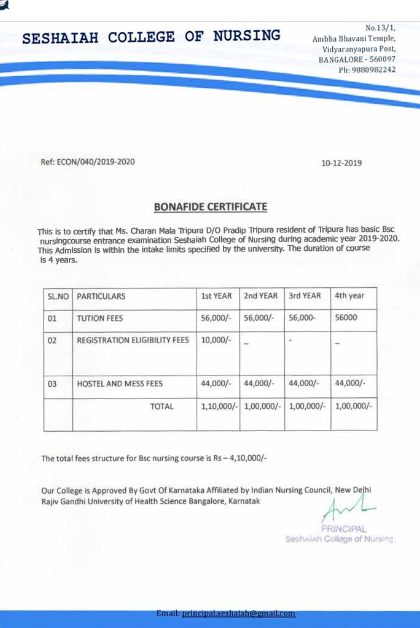 SESHAIAH COLLEGE OF NURSING
No.13/1,
Ambha Bhavani Temple,
Vidyaranyapura Post,
BANGALORE - 560097
Ph: 9880982242
Ref: ECON/040/2019-2020
10-12-2019
BONAFIDE CERTIFICATE
This is to certify that Ms. Charan Mala Tripura D/O Pradip Tripura resident of Tripura has basic Bsc
nursingcourse entrance examination Seshaiah College of Nursing during academic year 2019-2020.
This Admission is within the intake limits specified by the university. The duration of course
is 4 years.
SL.NO PARTICULARS 1st YEAR 2nd YEAR 3rd YEAR 4th year
01 TUTION FEES 56,000/- 56,000/- 56,000- 56000
02 REGISTRATION ELIGIBILITY FEES 10,000/- _ - _
03 HOSTEL AND MESS FEES 44,000/- 44,000/- 44,000/- 44,000/-
TOTAL 1,10,000/- 1,00,000/- 1,00,000/- 1,00,000/-
The total fees structure for Bsc nursing course is Rs – 4,10,000/-
Our College is Approved By Govt Of Karnataka Affiliated by Indian Nursing Council, New Delhi
Rajiv Gandhi University of Health Science Bangalore, Karnatak
PRINCIPAL
Seshaiah College of Nursing.
Email: principal.seshaiah@gmail.com